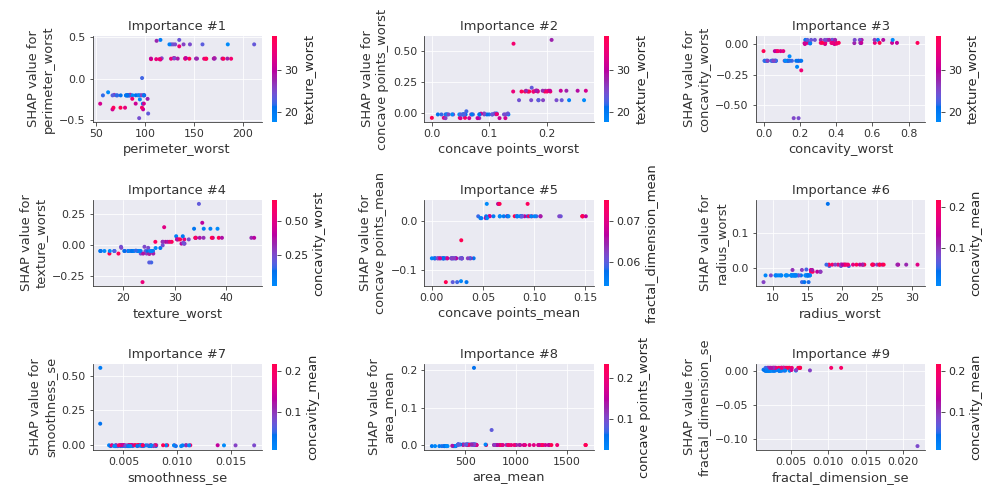 Importance #1
Importance #2
Importance #3
SHAP value for
perimeter_worst
0.5
0.0
−0.5
50
100
150
200
perimeter_worst
30
20
texture_worst
SHAP value for
concave points_worst
0.50
0.25
0.00
0.0
0.1
0.2
concave points_worst
30
20
texture_worst
SHAP value for
concavity_worst
0.00
−0.25
−0.50
0.0
0.2
0.4
0.6
0.8
concavity_worst
30
20
texture_worst
Importance #4
Importance #5
Importance #6
SHAP value for
texture_worst
0.25
0.00
−0.25
20
30
40
texture_worst
0.50
0.25
concavity_worst
SHAP value for
concave points_mean
0.0
−0.1
0.00
0.05
0.10
0.15
concave points_mean
0.07
0.06
fractal_dimension_mean
SHAP value for
radius_worst
0.1
0.0
10
15
20
25
30
radius_worst
0.2
0.1
concavity_mean
Importance #7
Importance #8
Importance #9
SHAP value for
smoothness_se
0.50
0.25
0.00
0.005
0.010
0.015
smoothness_se
0.2
0.1
concavity_mean
SHAP value for
area_mean
0.2
0.1
0.0
500
1000
1500
area_mean
0.2
0.1
concave points_worst
SHAP value for
fractal_dimension_se
0.00
−0.05
−0.10
0.005
0.010
0.015
0.020
fractal_dimension_se
0.2
0.1
concavity_mean